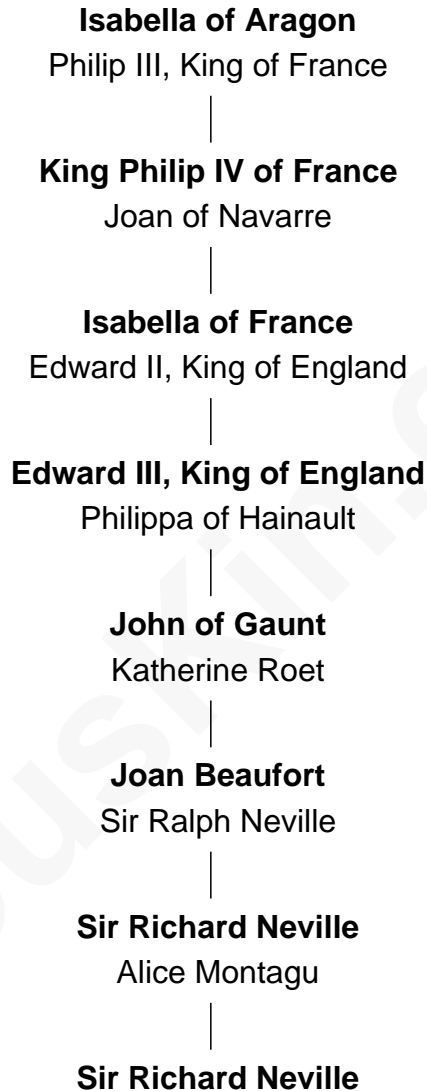 Isabella of Aragon
Philip III, King of France
King Philip IV of France
Joan of Navarre
Isabella of France
Edward II, King of England
Edward III, King of England
Philippa of Hainault
John of Gaunt
Katherine Roet
Joan Beaufort
Sir Ralph Neville
Sir Richard Neville
Alice Montagu
Sir Richard Neville